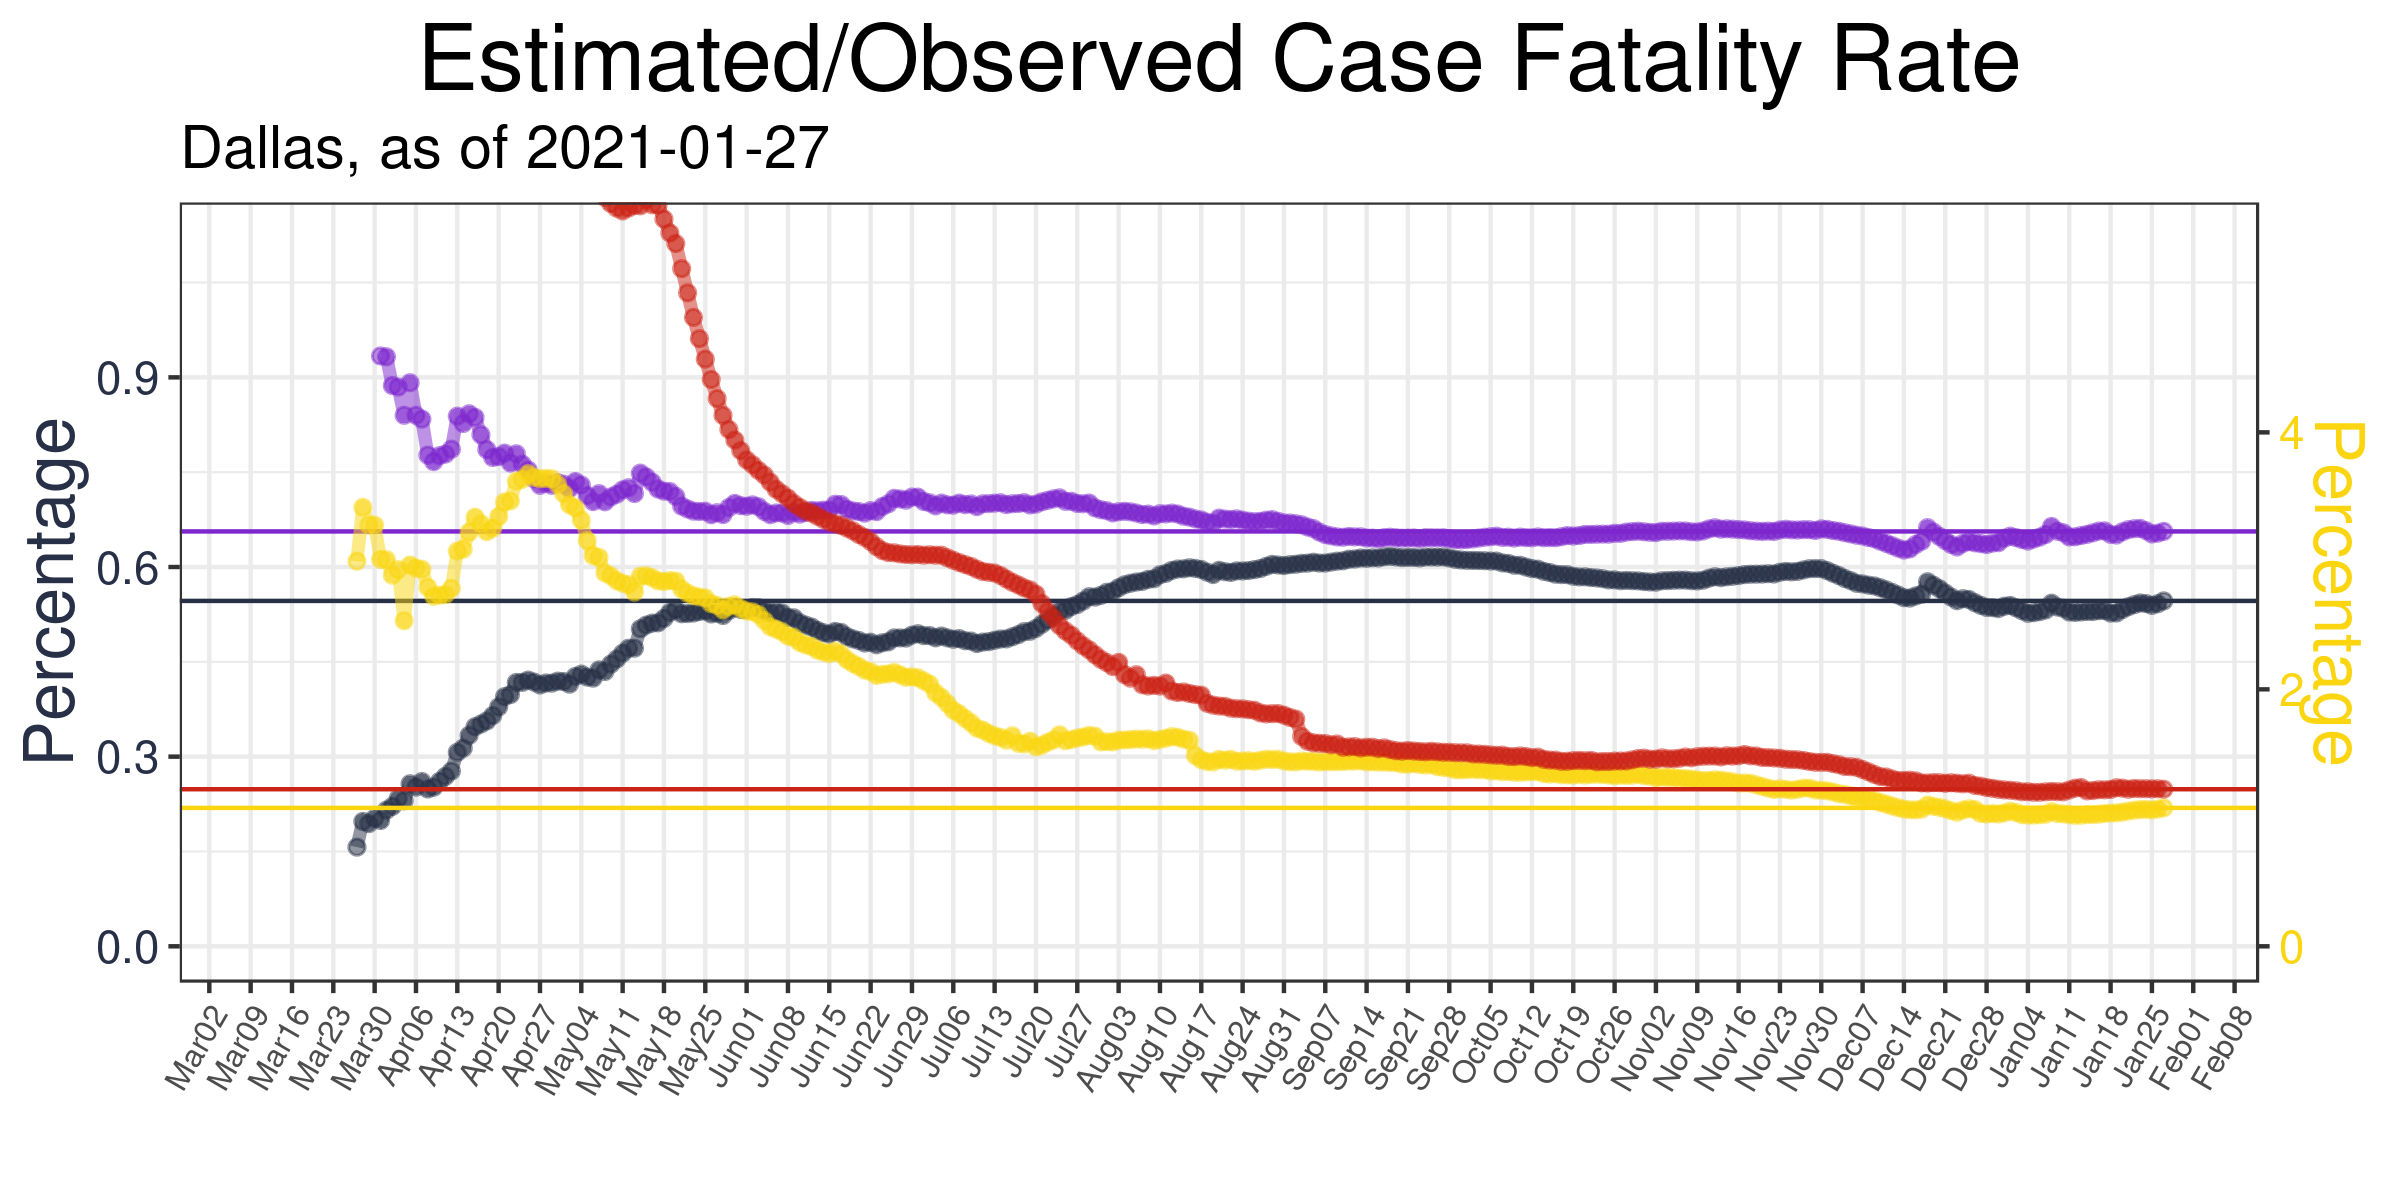 Estimated/Observed Case Fatality Rate
Dallas, as of 2021-01-27
Percentage
0.9
0.6
0.3
0.0
4
2
0
Percentage
Mar02
Mar09
Mar16
Mar23
Mar30
Apr06
Apr13
Apr20
Apr27
May04
May11
May18
May25
Jun01
Jun08
Jun15
Jun22
Jun29
Jul06
Jul13
Jul20
Jul27
Aug03
Aug10
Aug17
Aug24
Aug31
Sep07
Sep14
Sep21
Sep28
Oct05
Oct12
Oct19
Oct26
Nov02
Nov09
Nov16
Nov23
Nov30
Dec07
Dec14
Dec21
Dec28
Jan04
Jan11
Jan18
Jan25
Feb01
Feb08